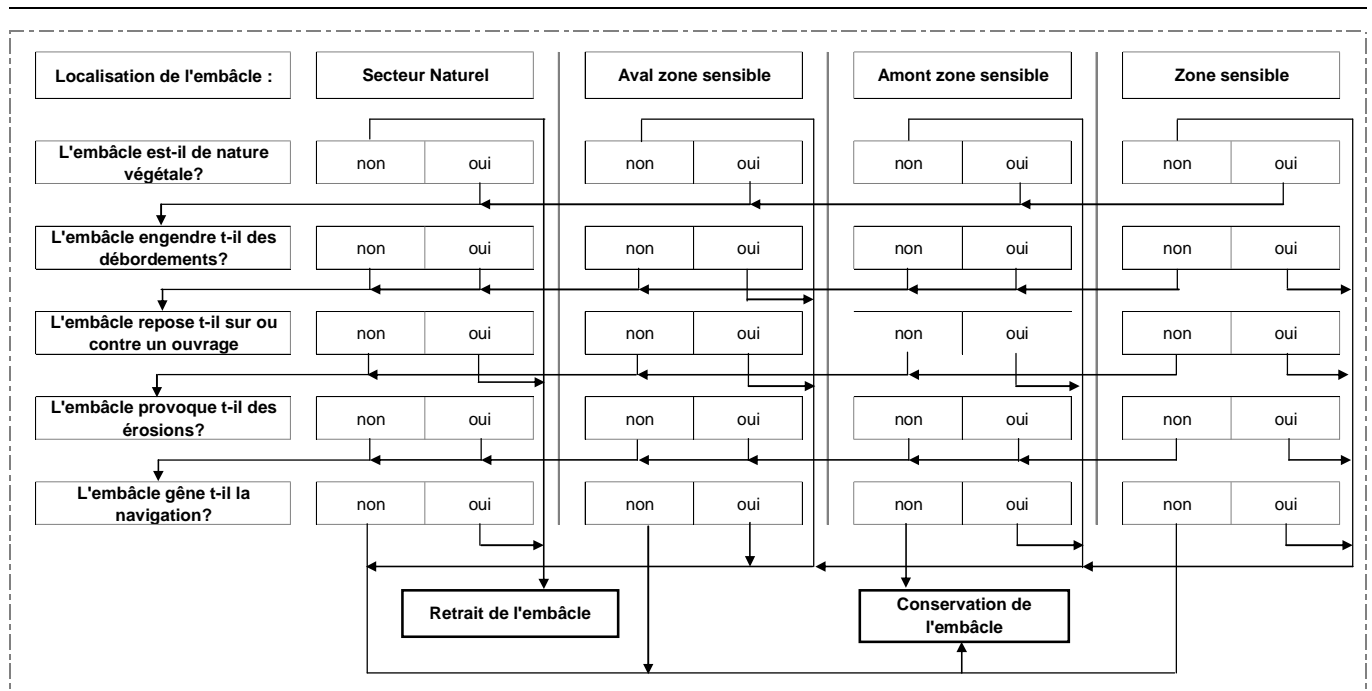 Localisation de l'embâcle :
Secteur Naturel
Aval zone sensible
Amont zone sensible
Zone sensible
L'embâcle est-il de nature
végétale?
non oui non oui non oui non oui
L'embâcle engendre t-il des
débordements?
non oui non oui non oui non oui
L'embâcle repose t-il sur ou
contre un ouvrage
non oui non oui non oui non oui
L'embâcle provoque t-il des
érosions?
non oui non oui non oui non oui
L'embâcle gêne t-il la
navigation?
non oui non oui non oui non oui
Retrait de l'embâcle
Conservation de
l'embâcle